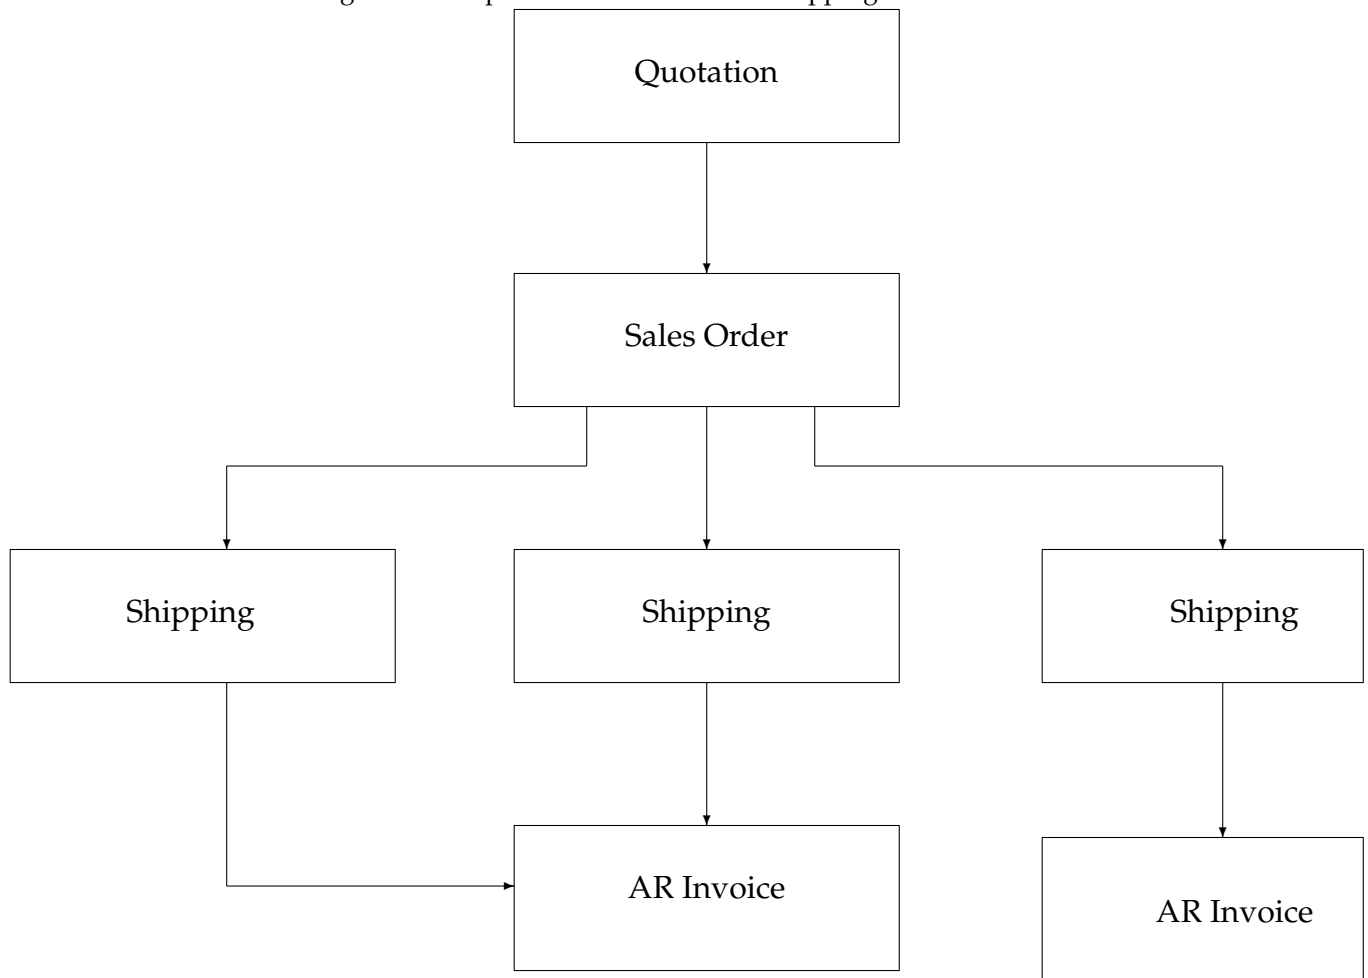 Quotation
Sales Order
Shipping
Shipping
Shipping
AR Invoice
AR Invoice